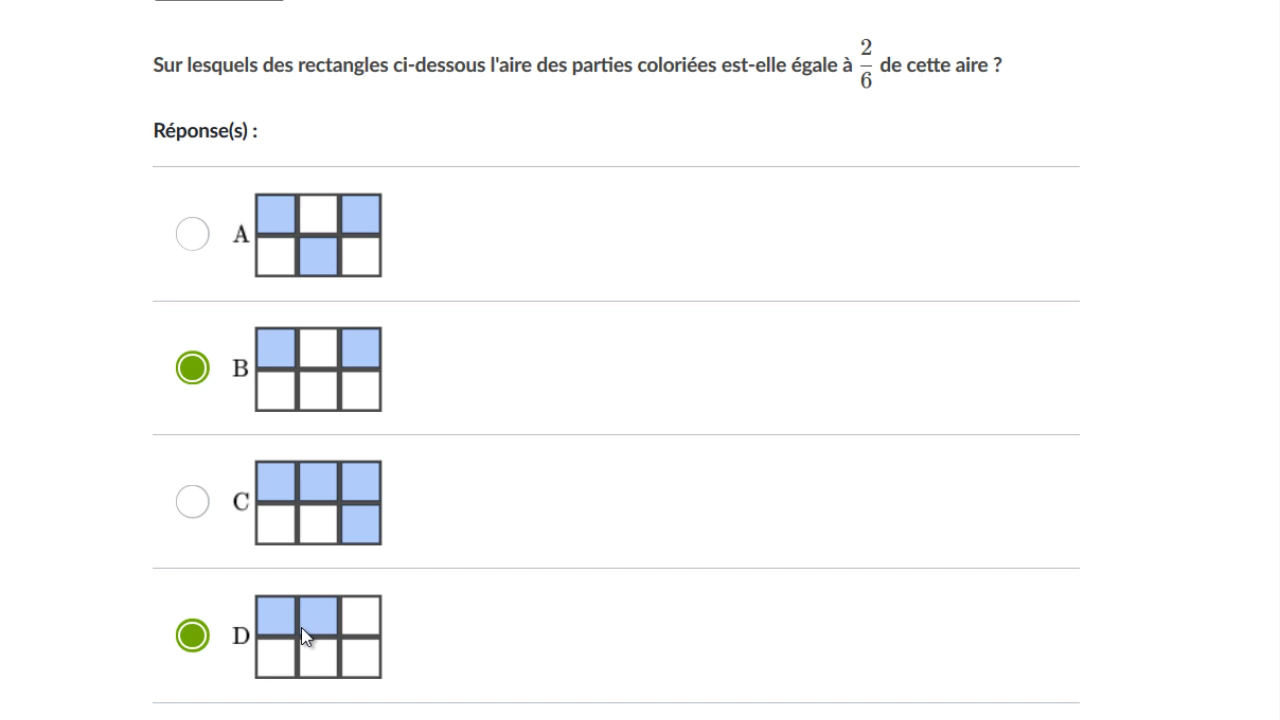 Sur lesquels des rectangles ci-dessous l'aire des parties coloriées est-elle égale à 2/6 de cette aire ?
Réponse(s) :
A
B
C
D